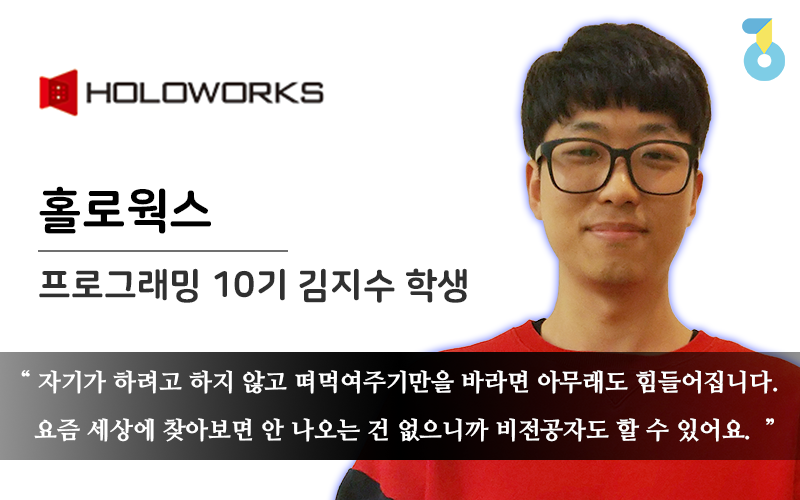 HOLOWORKS
홀로웍스
프로그래밍 10기 김지수 학생
“ 자기가 하려고 하지 않고 떠먹여주기만을 바라면 아무래도 힘들어집니다.
요즘 세상에 찾아보면 안 나오는 건 없으니까 비전공자도 할 수 있어요. ”